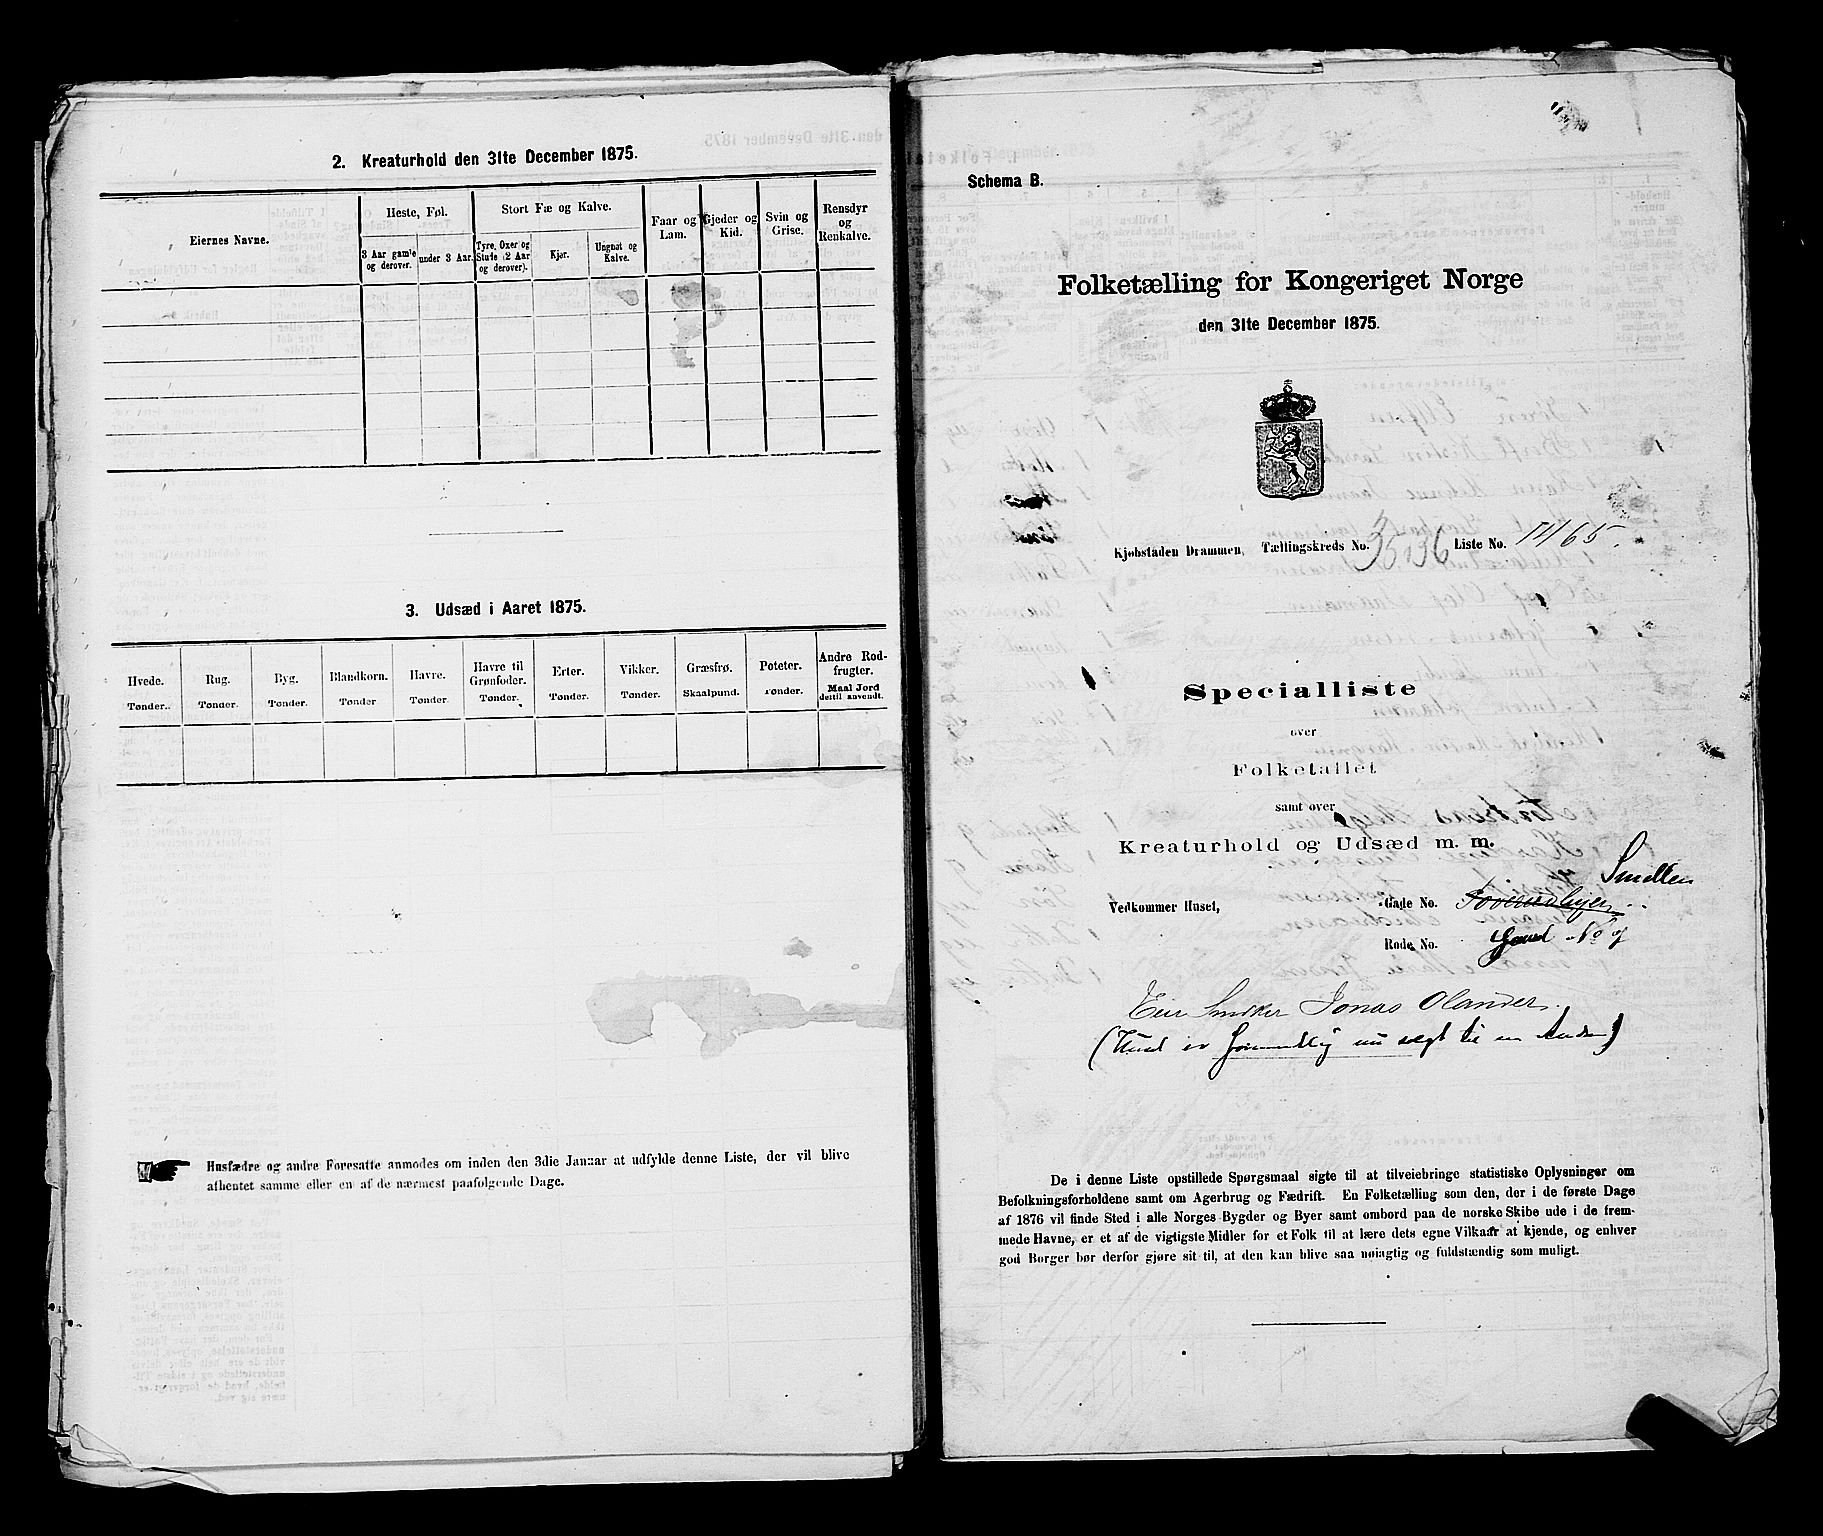 2. Kreaturhold den 31te December 1875.
Eiernes Navne.
Heste, Føl.
3 Aar gamle og derover.
under 3 Aar.
Stort Fæ og Kalve.
Tyre, Oxer og Stude (2 Aar og derover).
Kjør.
Ungnøt og Kalve.
Faar og Lam.
Gjeder og Kid.
Svin og Grise.
Rensdyr og Renkalve.
3. Udsæd i Aaret 1875.
Hvede. Tønder.
Rug. Tønder.
Byg. Tønder.
Blandkorn. Tønder
Havre. Tønder.
Havre til Grønfoder. Tønder.
Erter. Tønder.
Vikker. Tønder.
Græsfrø. Skaalpund.
Poteter. Tønder.
Andre Rodfrugter. Maal Jord dertil anvendt.
Husfædre og andre Foresatte anmodes om inden den 3die Januar at udfylde denne Liste, der vil blive
afhentet samme eller en af de nærmest paafølgende Dage.
Schema B.
Folketælling for Kongeriget Norge
den 31te December 1875.
Kjøbstaden Drammen, Tællingskreds No. 36 Liste No. 65.
Specialliste
over
Folketallet
samt over
Kreaturhold og Udsæd m. m.
Vedkommer Huset, Gade No.
Rode No. No
Eier Snidker Jonas Olander.
er nu til en
De i denne Liste opstillede Spørgsmaal sigte til at tilveiebringe statistiske Oplysninger om
Befolkningsforholdene samt om Agerbrug og Fædrift. En Folketælling som den, der i de første Dage
af 1876 vil finde Sted i alle Norges Bygder og Byer samt ombord paa de norske Skibe ude i de frem-
mede Havne, er et af de vigtigste Midler for et Folk til at lære dets egne Vilkaar at kjende, og enhver
god Borger bør derfor gjøre sit til, at den kan blive saa nøiagtig og fuldstændig som muligt.